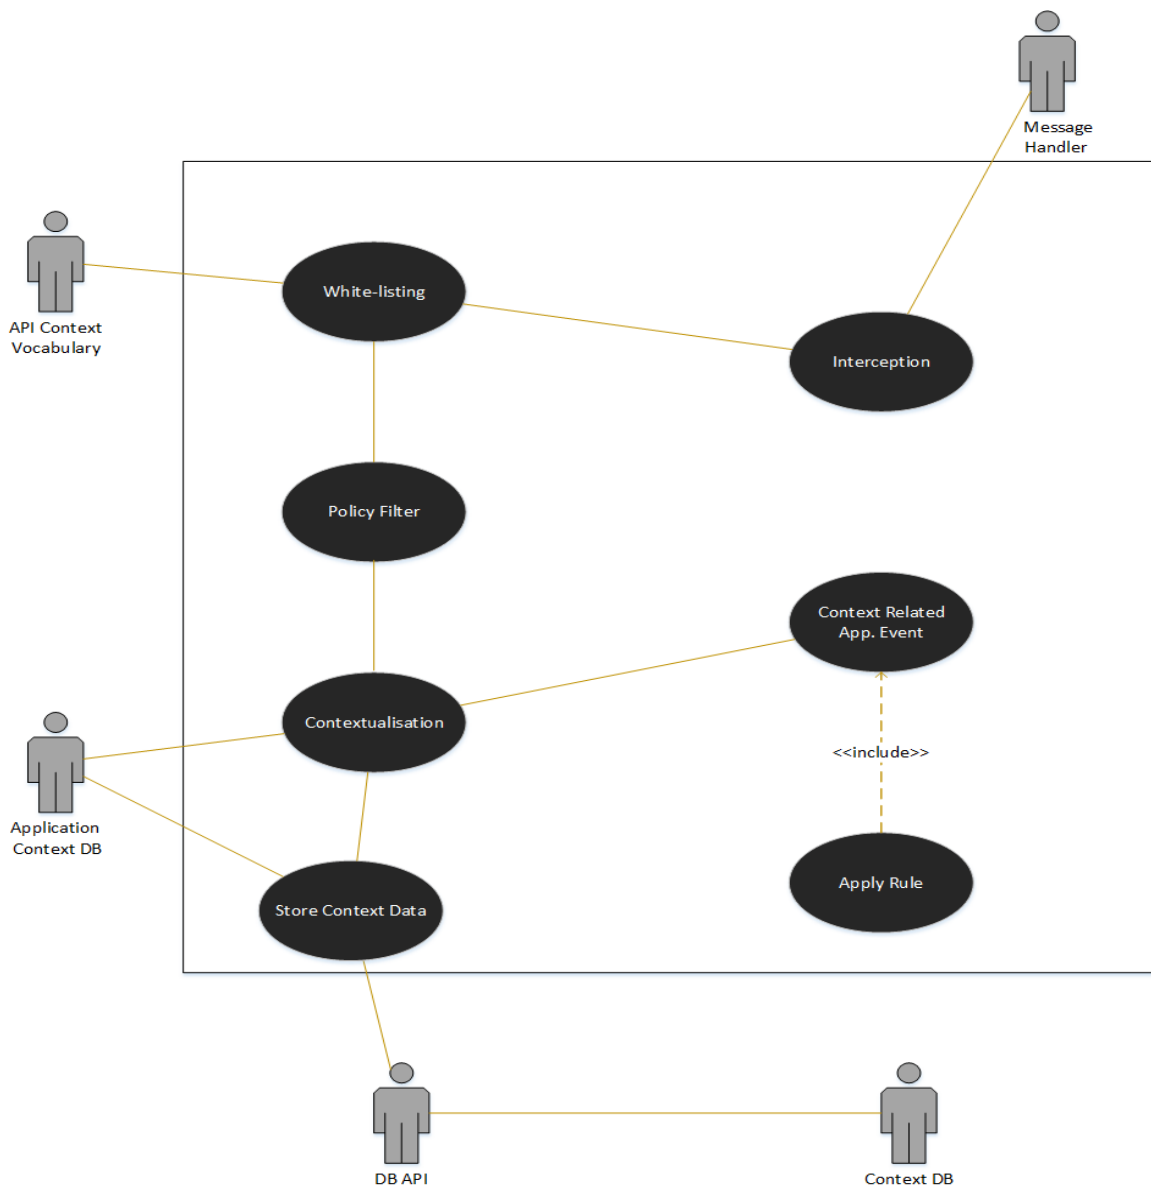 Message
Handler
API Context
Vocabulary
White-listing
Interception
Policy Filter
Context Related
App. Event
Contextualisation
<<include>>
Application
Context DB
Apply Rule
Store Context Data
DB API
Context DB